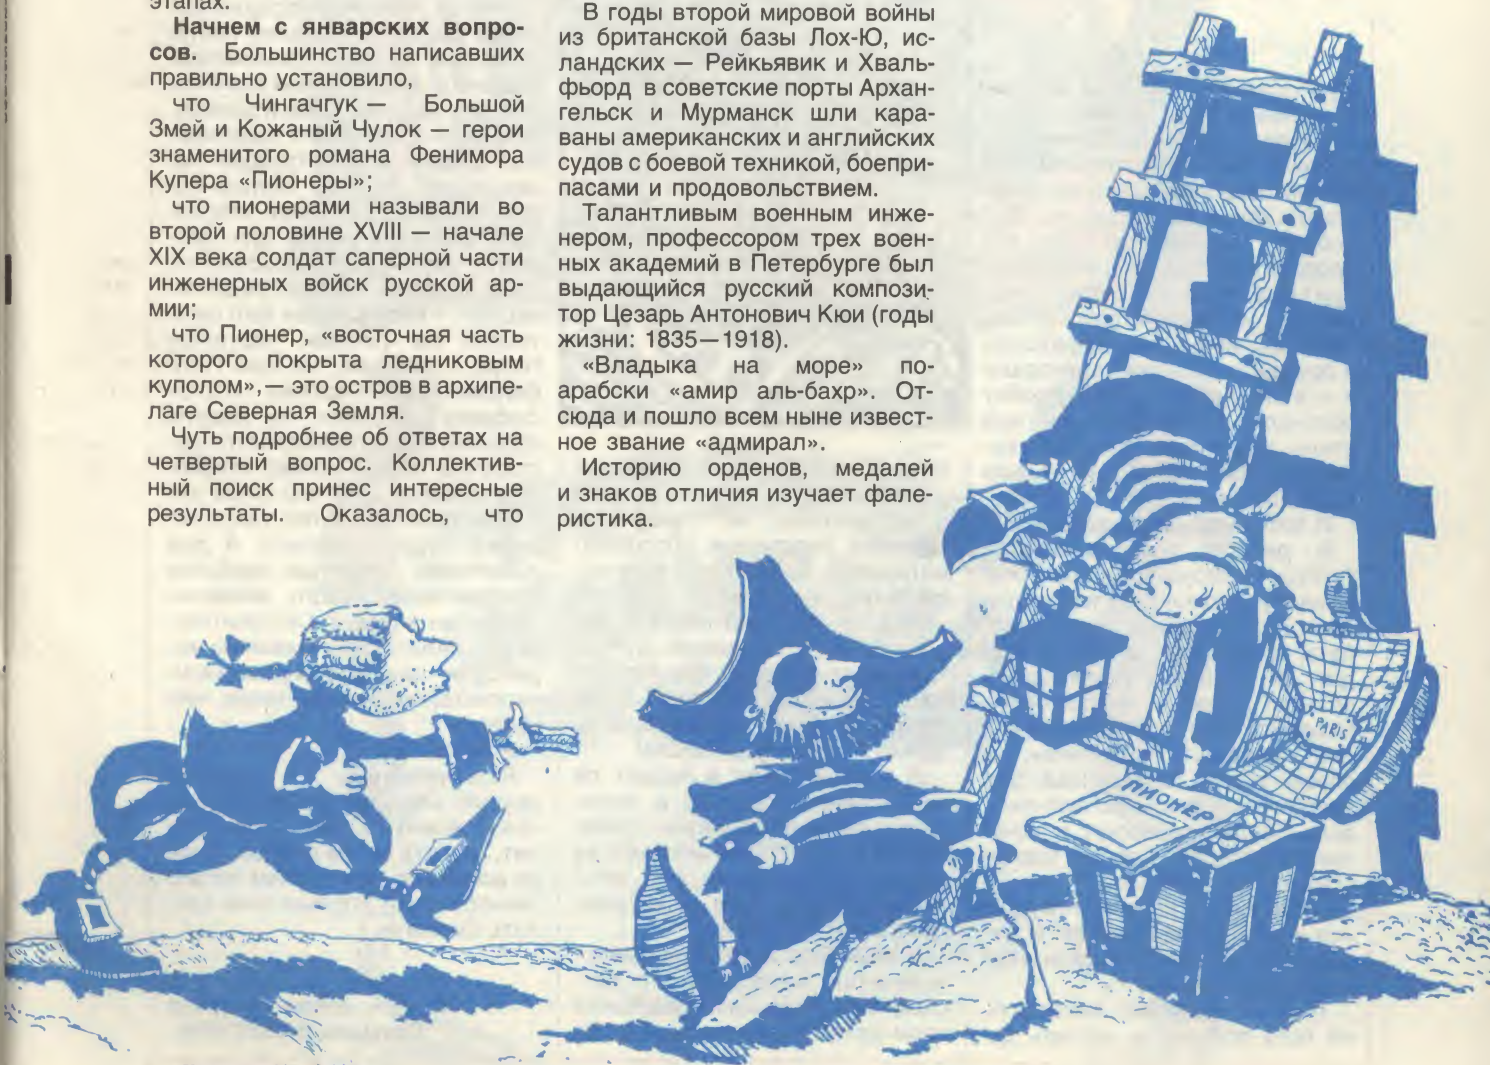 этапах.
Начнем с январских вопро-
сов. Большинство написавших
правильно установило,
что Чингачгук — Большой
Змей и Кожаный Чулок — герои
знаменитого романа Фенимора
Купера «Пионеры»;
что пионерами называли во
второй половине XVIII — начале
XIX века солдат саперной части
инженерных войск русской ар-
мии;
что Пионер, «восточная часть
которого покрыта ледниковым
куполом»,— это остров в архипе-
лаге Северная Земля.
Чуть подробнее об ответах на
четвертый вопрос. Коллектив-
ный поиск принес интересные
результаты. Оказалось, что
В годы второй мировой войны
из британской базы Лох-Ю, ис-
ландских — Рейкьявик и Хваль-
фьорд в советские порты Архан-
гельск и Мурманск шли кара-
ваны американских и английских
судов с боевой техникой, боепри-
пасами и продовольствием.
Талантливым военным инже-
нером, профессором трех воен-
ных академий в Петербурге был
выдающийся русский компози-
тор Цезарь Антонович Кюи (годы
жизни: 1835—1918).
«Владыка на море» по-
арабски «амир аль-бахр». От-
сюда и пошло всем ныне извест-
ное звание «адмирал».
Историю орденов, медалей
и знаков отличия изучает фале-
ристика.
PARIS
ПИОНЕР